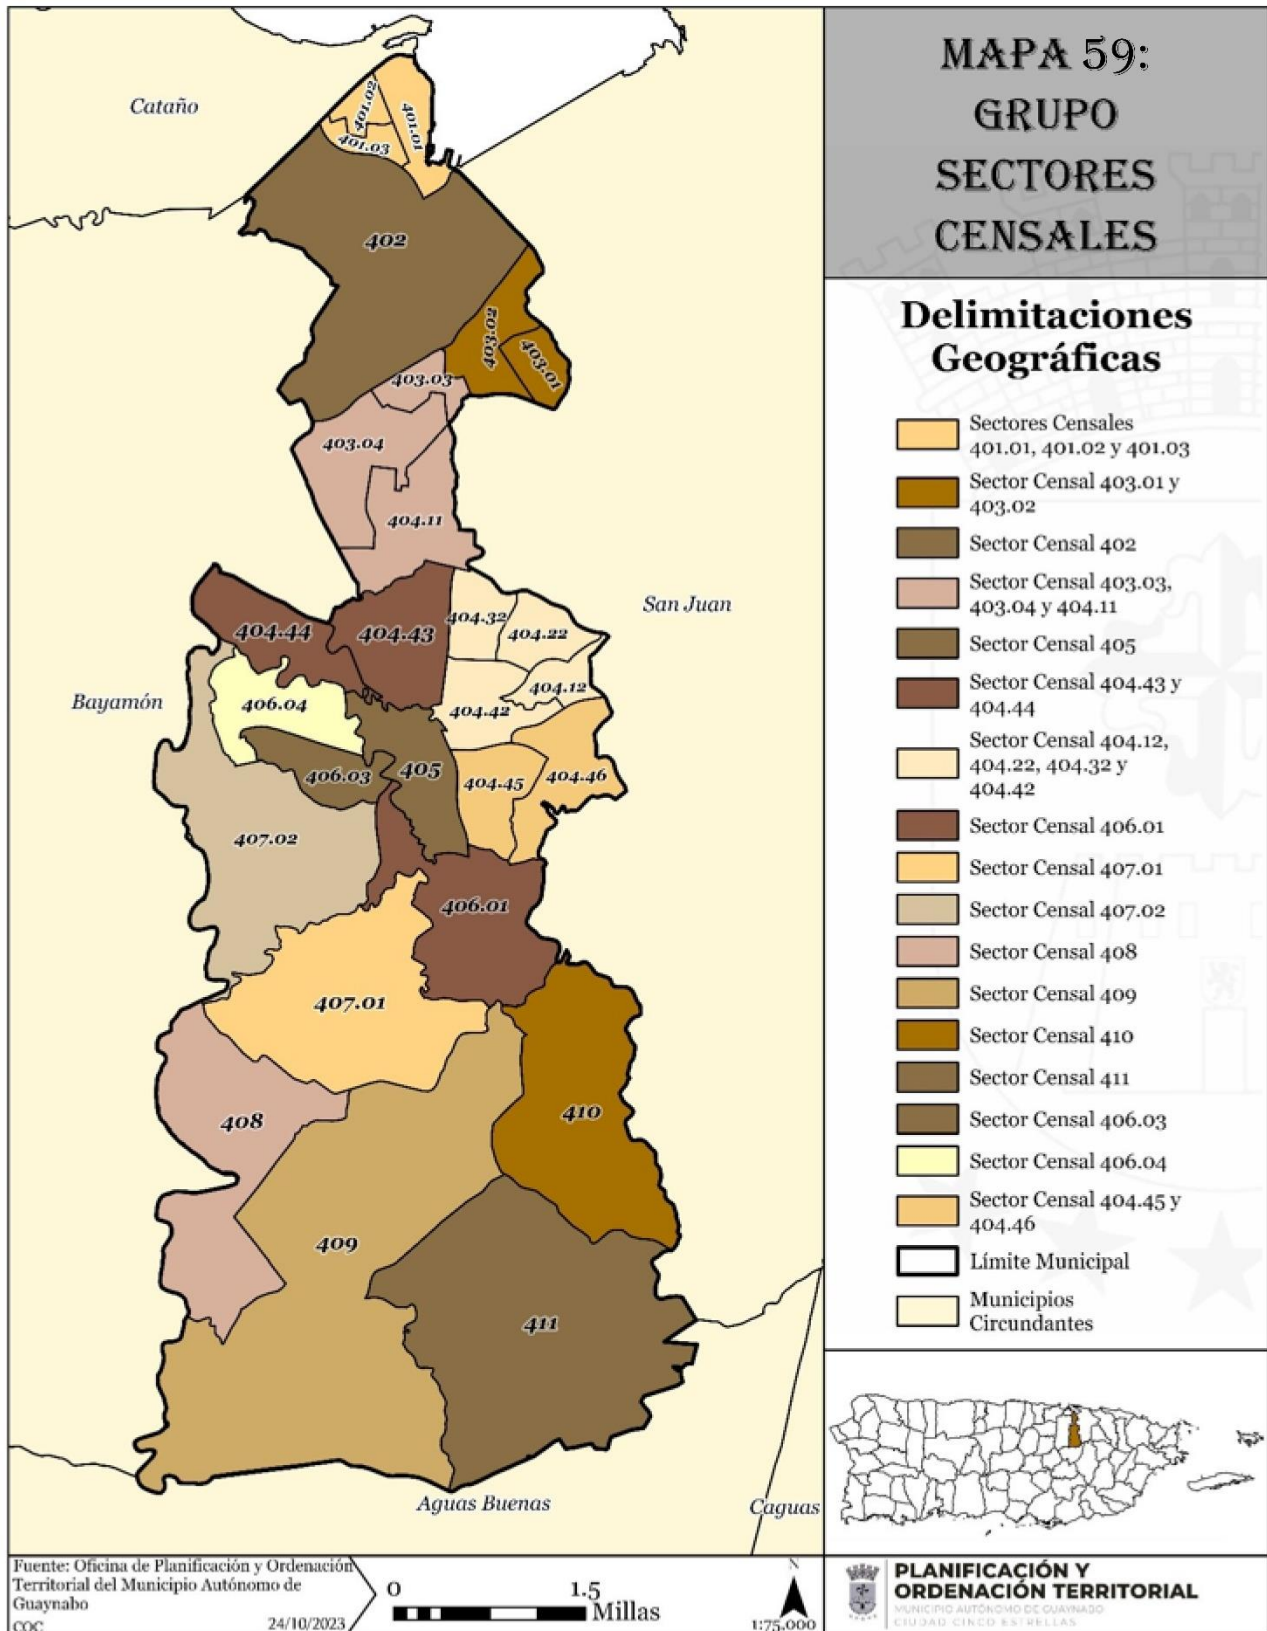 MAPA 59:
GRUPO
SECTORES
CENSALES
Delimitaciones
Geográficas
Sectores Censales
401.01, 401.02 y 401.03
Sector Censal 403.01 y
403.02
Sector Censal 402
Sector Censal 403.03,
403.04 y 404.11
Sector Censal 405
Sector Censal 404.43 y
404.44
Sector Censal 404.12,
404.22, 404.32 y
404.42
Sector Censal 406.01
Sector Censal 407.01
Sector Censal 407.02
Sector Censal 408
Sector Censal 409
Sector Censal 410
Sector Censal 411
Sector Censal 406.03
Sector Censal 406.04
Sector Censal 404.45 y
404.46
Límite Municipal
Municipios
Circundantes
Cataño
401.02
401.01
401.03
402
403.02
403.01
403.03
403.04
404.11
San Juan
404.32
404.22
404.44
404.43
404.12
Bayamón
406.04
404.42
406.03
405
404.45
404.46
407.02
406.01
407.01
408
410
409
411
Aguas Buenas
Caguas
Fuente: Oficina de Planificación y Ordenación
Territorial del Municipio Autónomo de
Guaynabo
COC
24/10/2023
0
1.5
Millas
N
1:75,000
PLANIFICACIÓN Y
ORDENACIÓN TERRITORIAL
MUNICIPIO AUTÓNOMO DE GUAYNABO
CIUDAD CINCO ESTRELLAS